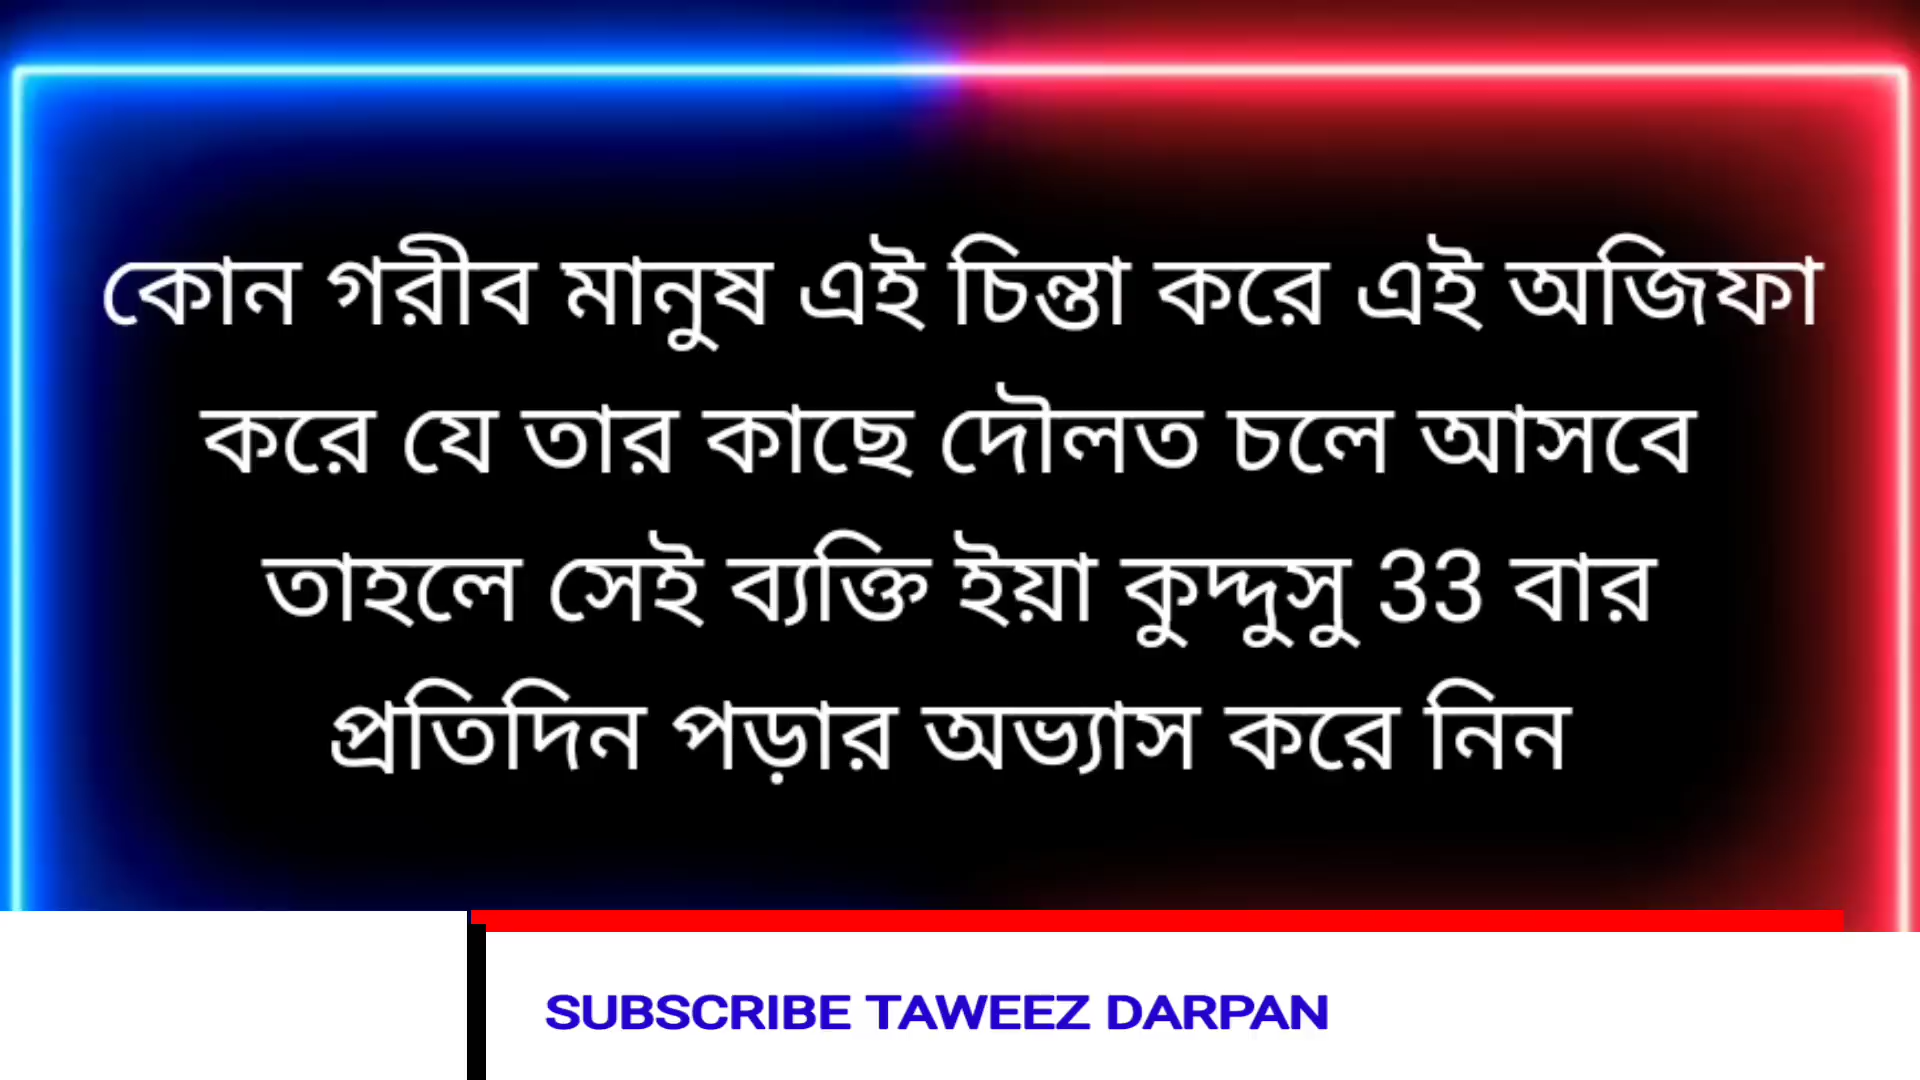 কোন গরীব মানুষ এই চিন্তা করে এই অজিফা
করে যে তার কাছে দৌলত চলে আসবে
তাহলে সেই ব্যক্তি ইয়া কুদ্দুসু 33 বার
প্রতিদিন পড়ার অভ্যাস করে নিন
SUBSCRIBE TAWEEZ DARPAN